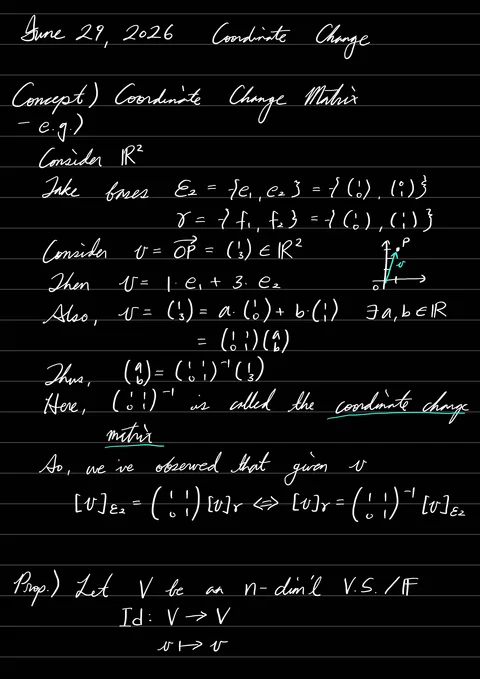 June 29, 2026 Coordinate Change
Concept) Coordinate Change Matrix
- e.g.)
Consider ℝ²
Take bases ε₂ = {e₁, e₂} = {(1 0), (0 1)}
γ = {f₁, f₂} = {(1 0), (1 1)}
Consider v = OP→ = (1 3) ∈ ℝ²
P
v
O
Then v = 1·e₁ + 3·e₂
Also, v = (1 3) = a·(1 0) + b·(1 1) ∃a, b ∈ ℝ
= (1 1 0 1)(a b)
Thus, (a b) = (1 1 0 1)⁻¹(1 3)
Here, (1 1 0 1)⁻¹ is called the coordinate change
matrix
So, we've observed that given v
[v]ε₂ = (1 1 0 1)[v]γ ⇔ [v]γ = (1 1 0 1)⁻¹[v]ε₂
Prop.) Let V be an n-dim'l V.S./𝔽
Id: V → V
v ↦ v